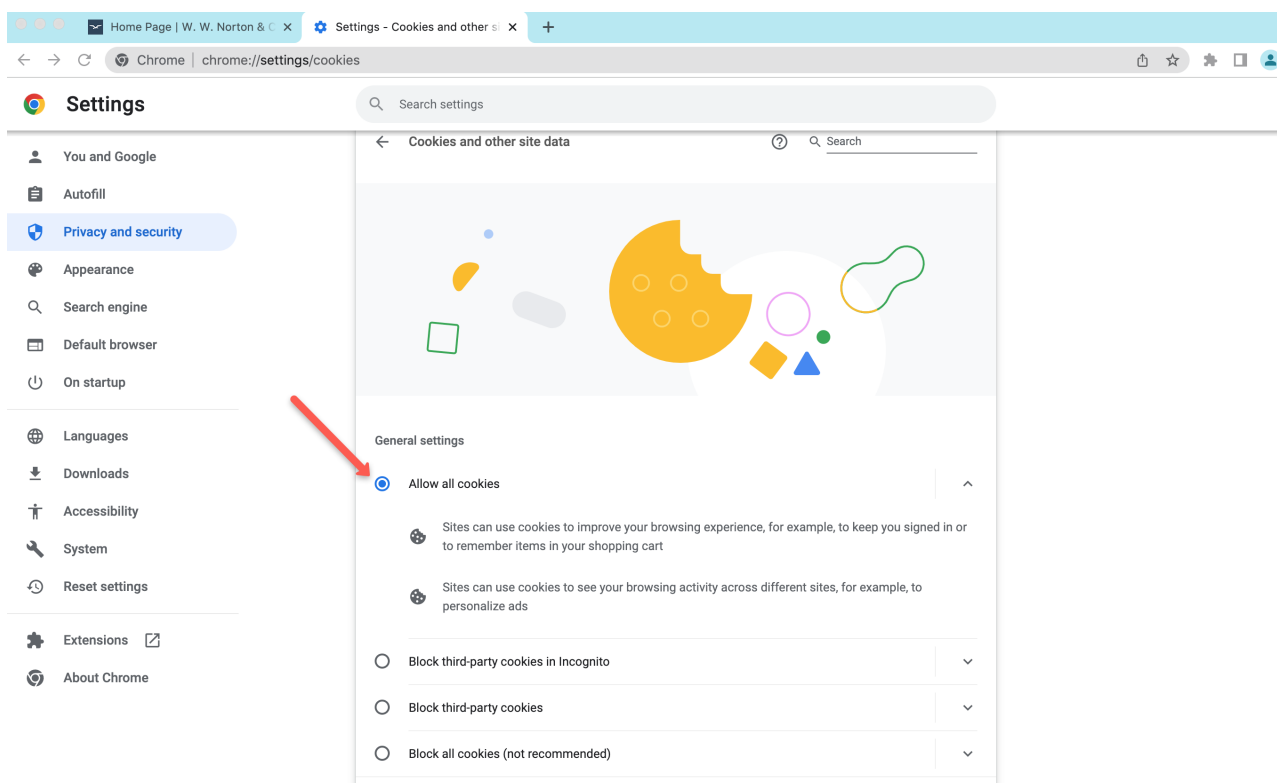 Home Page | W. W. Norton & C
Settings - Cookies and other si
Chrome | chrome://settings/cookies
Settings
Search settings
You and Google
Autofill
Privacy and security
Appearance
Search engine
Default browser
On startup
Languages
Downloads
Accessibility
System
Reset settings
Extensions
About Chrome
Cookies and other site data
Search
General settings
Allow all cookies
Sites can use cookies to improve your browsing experience, for example, to keep you signed in or
to remember items in your shopping cart
Sites can use cookies to see your browsing activity across different sites, for example, to
personalize ads
Block third-party cookies in Incognito
Block third-party cookies
Block all cookies (not recommended)